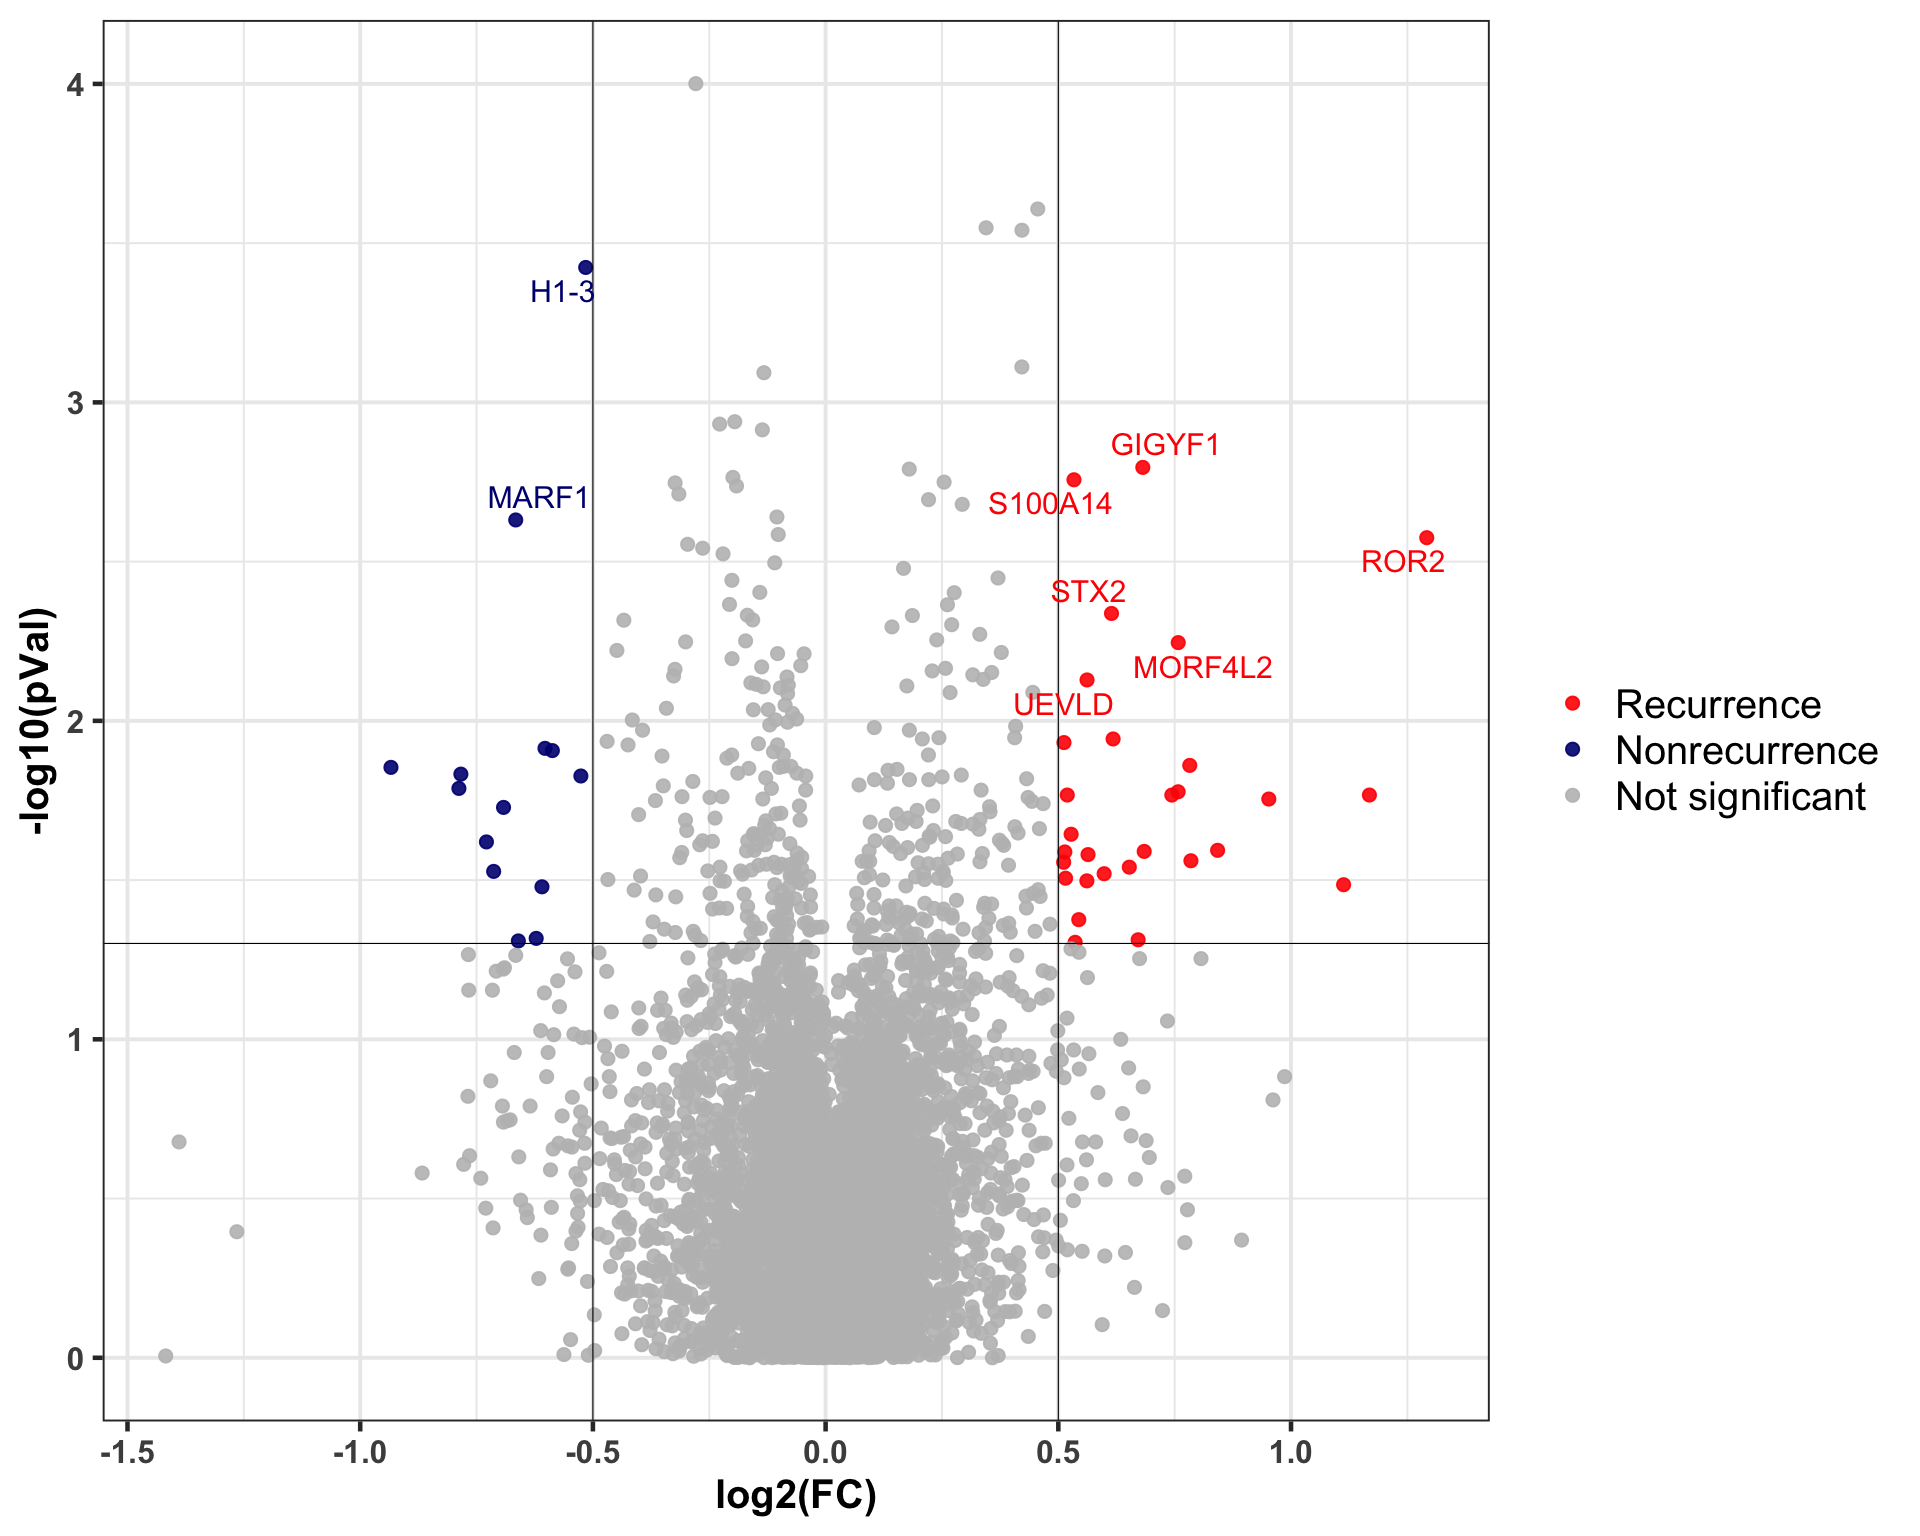 4
3
2
1
0
-log10(pVal)
H1-3
MARF1
GIGYF1
S100A14
ROR2
STX2
MORF4L2
UEVLD
Recurrence
Nonrecurrence
Not significant
-1.5 -1.0 -0.5 0.0 0.5 1.0
log2(FC)